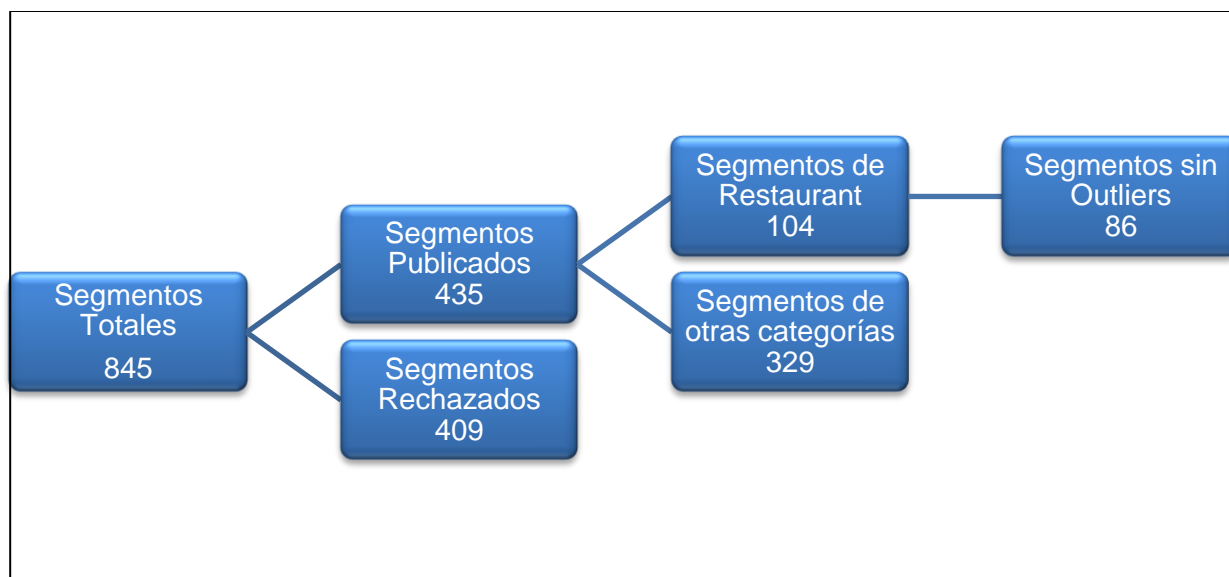 Segmentos
Totales
845
Segmentos
Publicados
435
Segmentos
Rechazados
409
Segmentos de
Restaurant
104
Segmentos de
otras categorías
329
Segmentos sin
Outliers
86